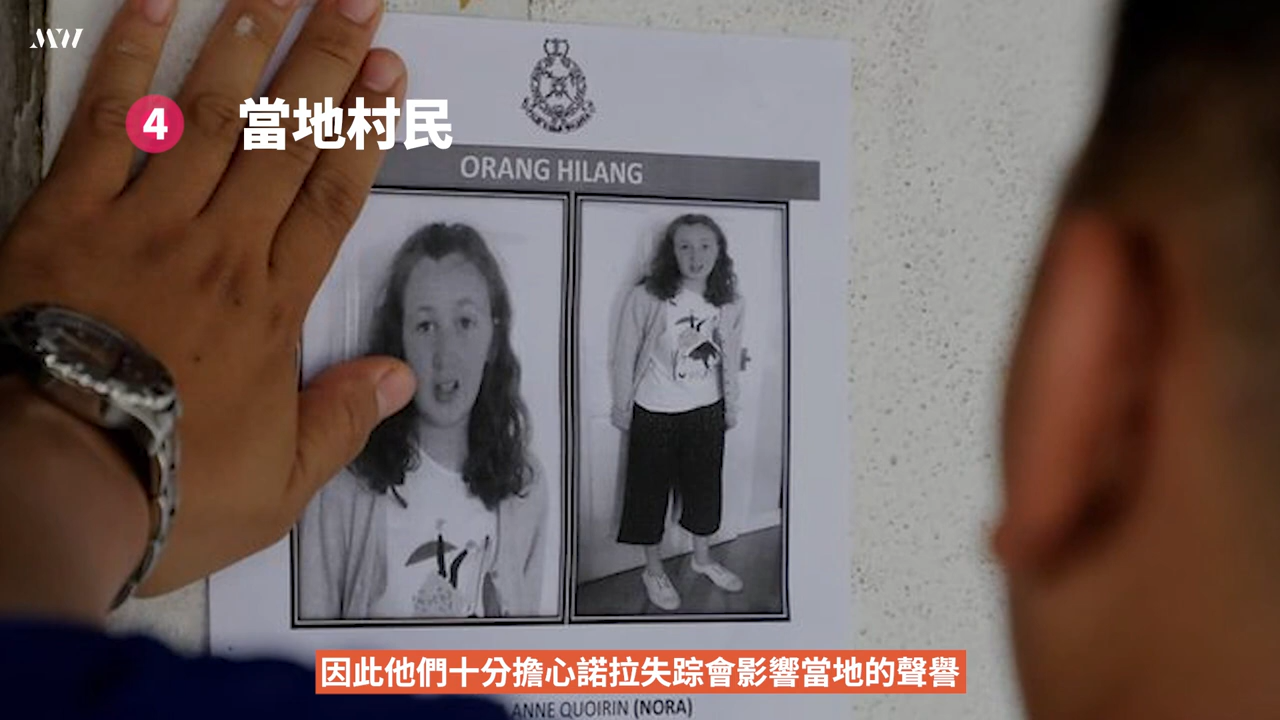 MW
4 當地村民
ORANG HILANG
因此他們十分擔心諾拉失踪會影響當地的聲譽
ANNE QUOIRIN (NORA)